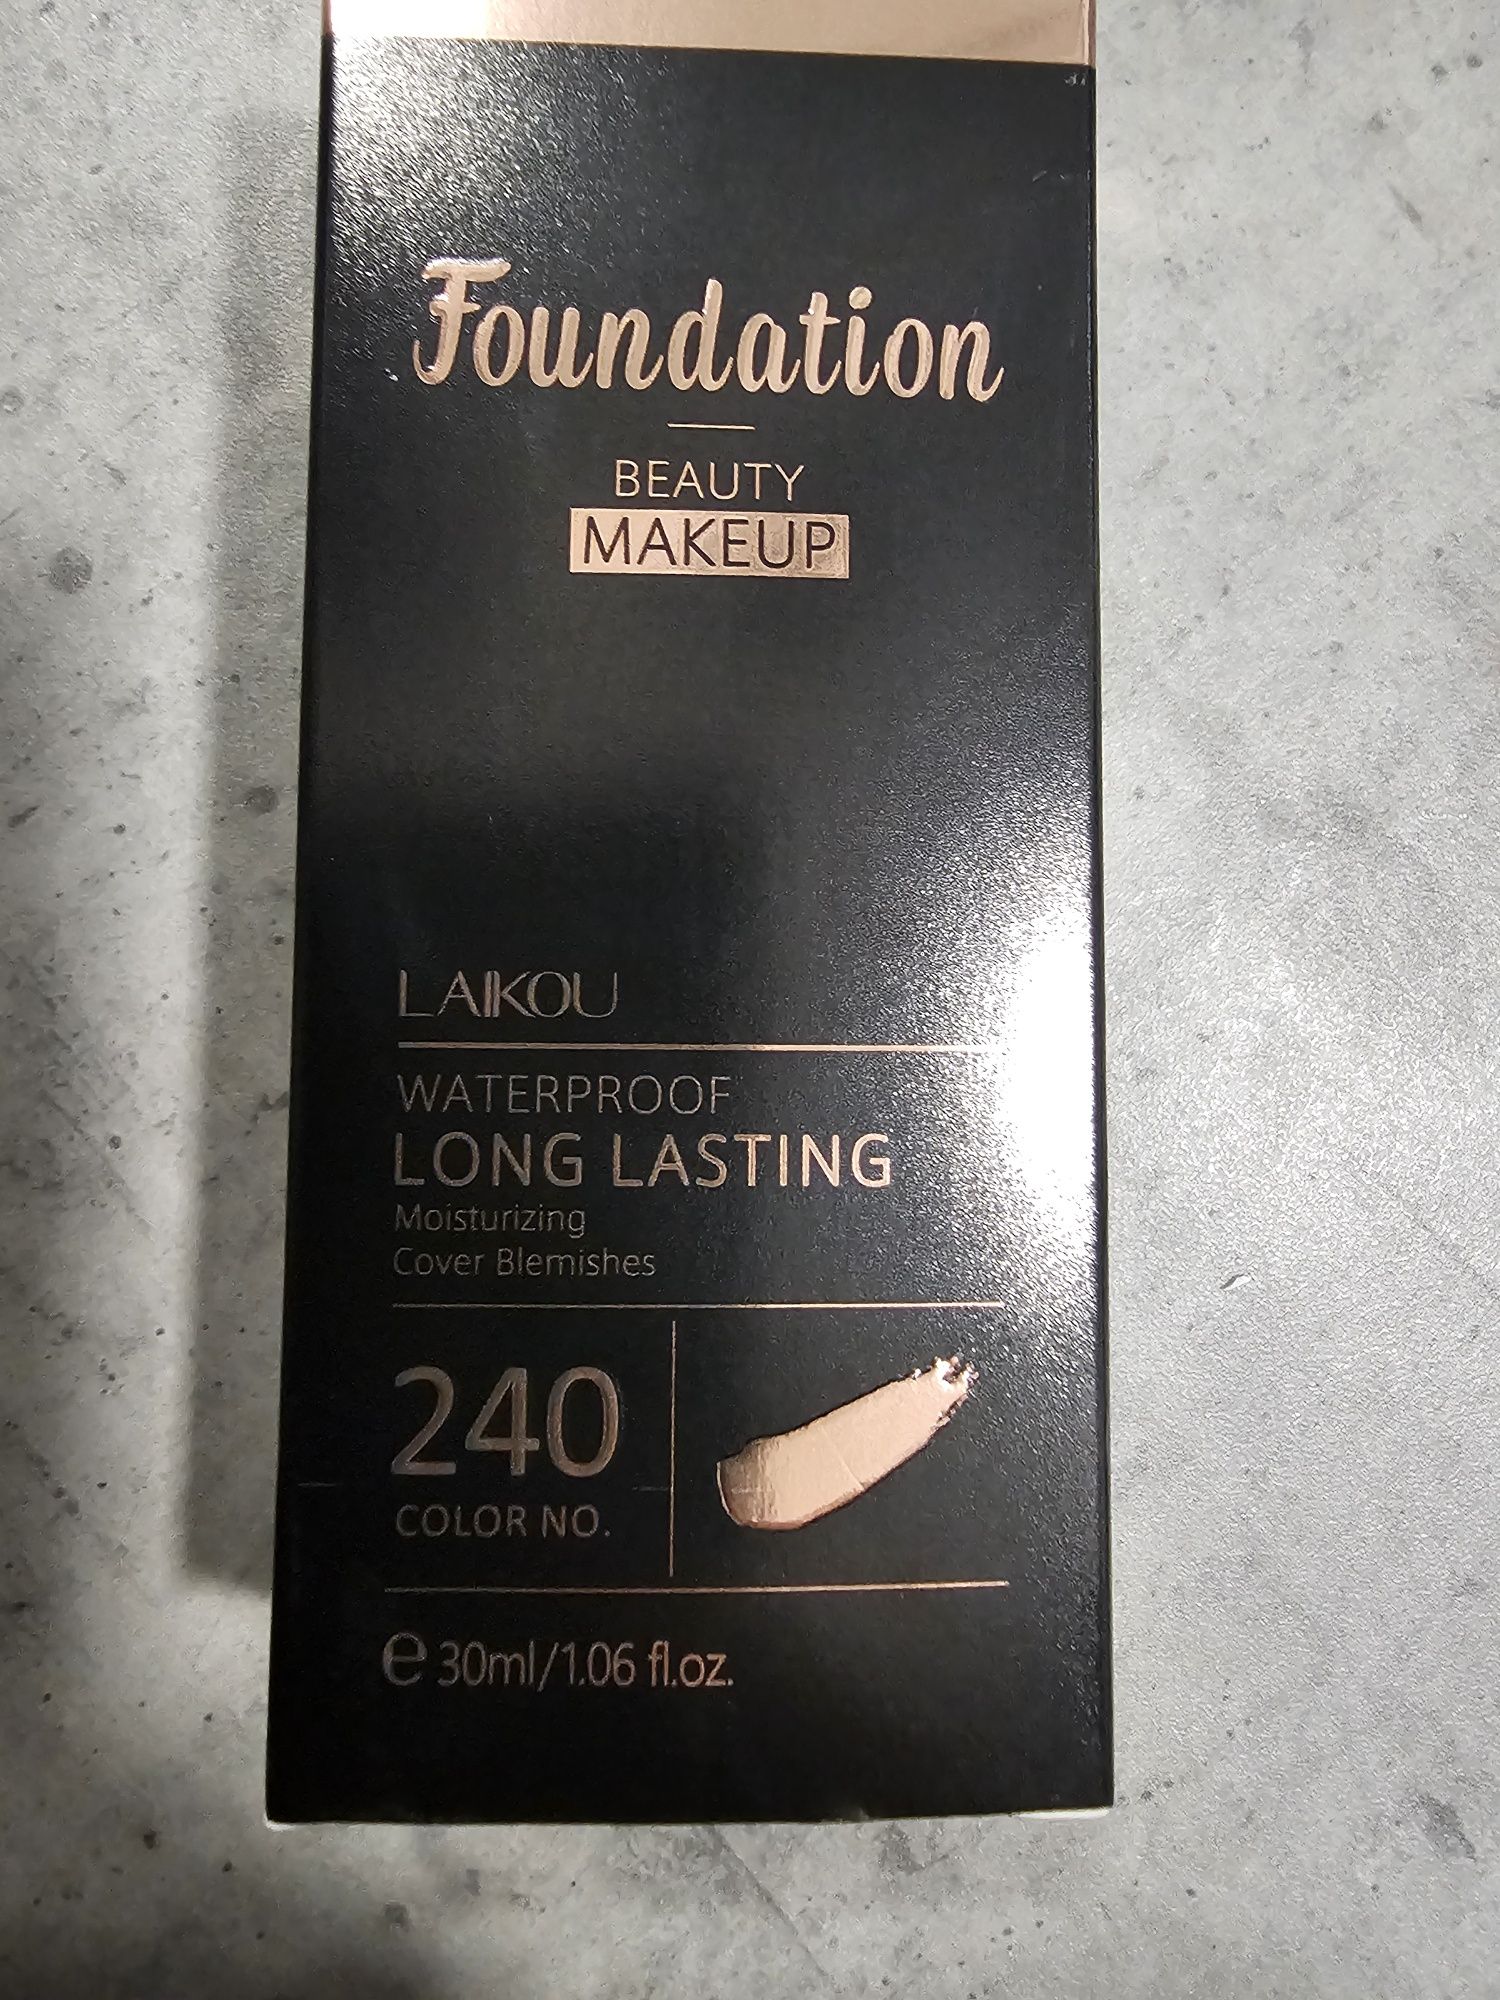 Foundation
BEAUTY
MAKEUP
LAIKOU
WATERPROOF
LONG LASTING
Moisturizing
Cover Blemishes
240
COLOR NO.
e 30ml/1.06 fl.oz.